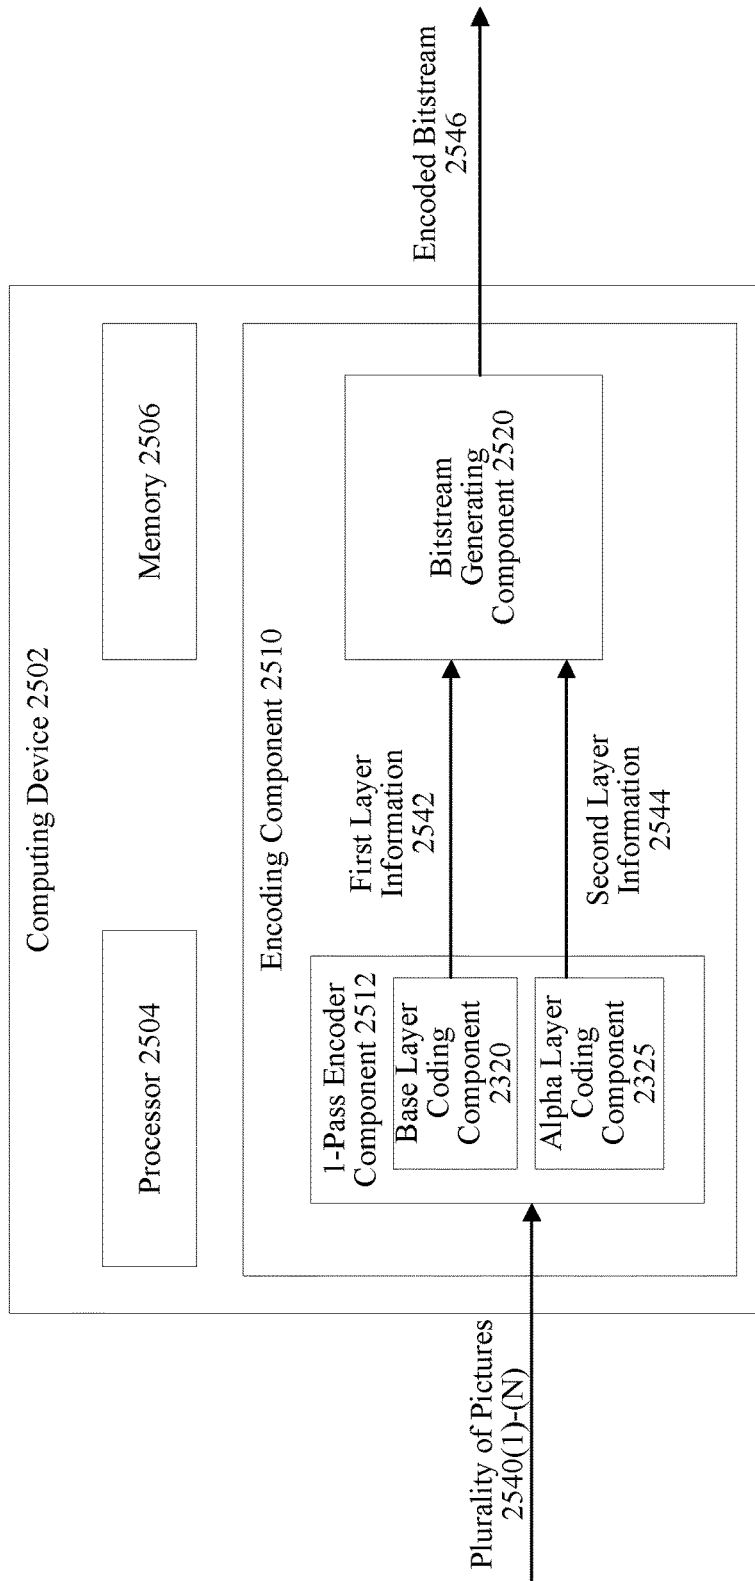 Computing Device 2502
Processor 2504
Memory 2506
Encoding Component 2510
1-Pass Encoder
Component 2512
Base Layer
Coding
Component
2320
Alpha Layer
Coding
Component
2325
First Layer
Information
2542
Second Layer
Information
2544
Bitstream
Generating
Component 2520
Plurality of Pictures
2540(1)-(N)
Encoded Bitstream
2546